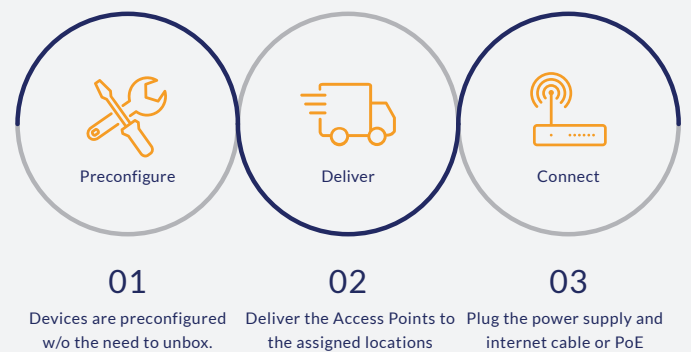 Preconfigure
Deliver
Connect
01
02
03
Devices are preconfigured
w/o the need to unbox.
Deliver the Access Points to
the assigned locations
Plug the power supply and
internet cable or PoE